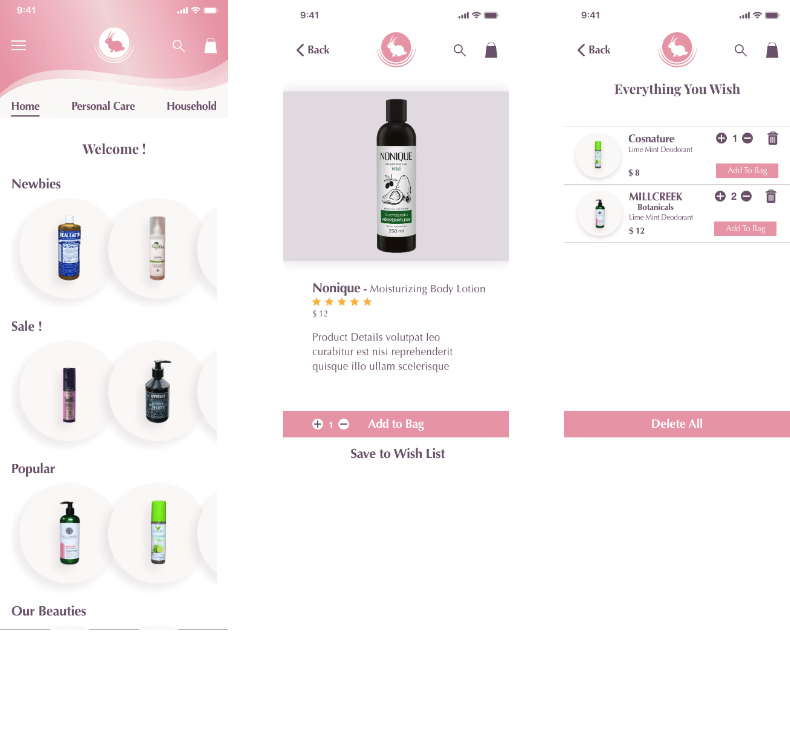 9:41
Home Personal Care Household
Welcome !
Newbies
Sale !
Popular
Our Beauties
9:41
Back
NONIQUE
250 ml
Nonique - Moisturizing Body Lotion
$ 12
Product Details volutpat leo
curabitur est nisi reprehenderit
quisque illo ullam scelerisque
1 Add to Bag
Save to Wish List
9:41
Back
Everything You Wish
Cosnature 1
Lime Mint Deodorant
$ 8 Add To Bag
MILLCREEK 2
Botanicals
Lime Mint Deodorant
$ 12 Add To Bag
Delete All